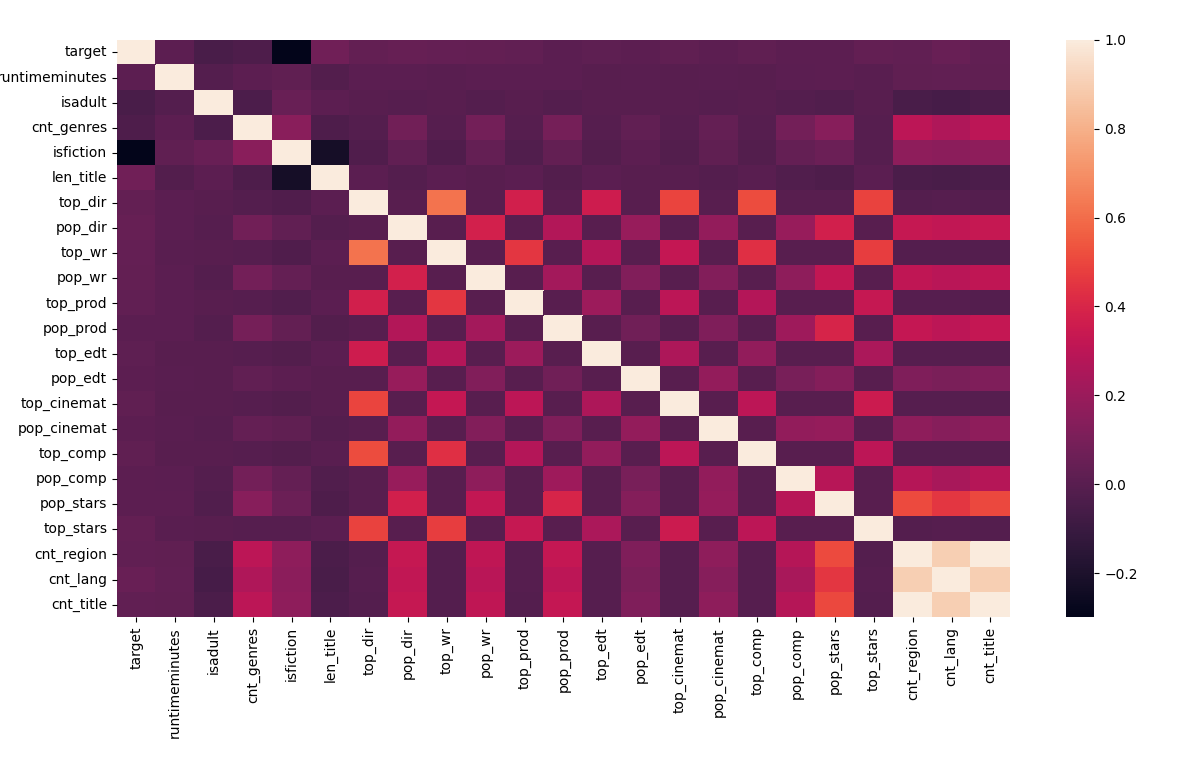 target
runtimeminutes
isadult
cnt_genres
isfiction
len_title
top_dir
pop_dir
top_wr
pop_wr
top_prod
pop_prod
top_edt
pop_edt
top_cinemat
pop_cinemat
top_comp
pop_comp
pop_stars
top_stars
cnt_region
cnt_lang
cnt_title
target
runtimeminutes
isadult
cnt_genres
isfiction
len_title
top_dir
pop_dir
top_wr
pop_wr
top_prod
pop_prod
top_edt
pop_edt
top_cinemat
pop_cinemat
top_comp
pop_comp
pop_stars
top_stars
cnt_region
cnt_lang
cnt_title
1.0
0.8
0.6
0.4
0.2
0.0
−0.2